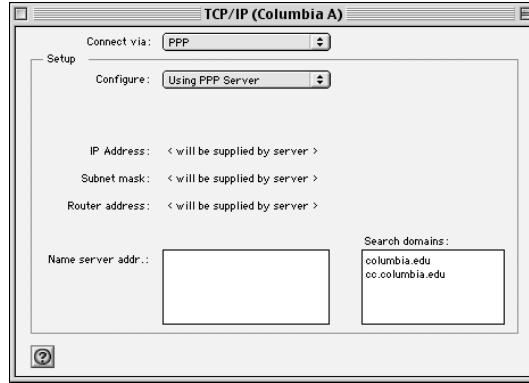 TCP/IP (Columbia A)
Connect via: PPP
Setup
Configure: Using PPP Server
IP Address: < will be supplied by server >
Subnet mask: < will be supplied by server >
Router address: < will be supplied by server >
Search domains:
Name server addr.: columbia.edu
cc.columbia.edu
?